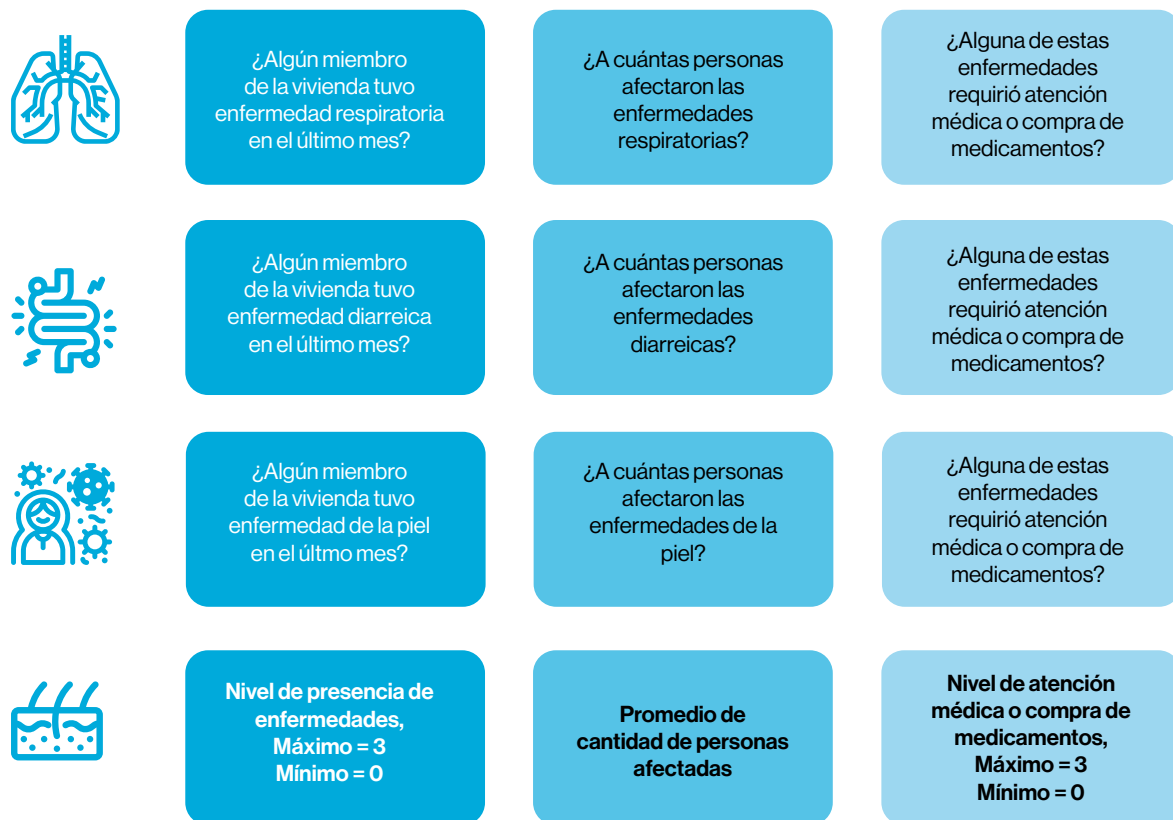 ¿Algún miembro
de la vivienda tuvo
enfermedad respiratoria
en el último mes?
¿A cuántas personas
afectaron las
enfermedades
respiratorias?
¿Alguna de estas
enfermedades
requirió atención
médica o compra de
medicamentos?
¿Algún miembro
de la vivienda tuvo
enfermedad diarreica
en el último mes?
¿A cuántas personas
afectaron las
enfermedades
diarreicas?
¿Alguna de estas
enfermedades
requirió atención
médica o compra de
medicamentos?
¿Algún miembro
de la vivienda tuvo
enfermedad de la piel
en el últmo mes?
¿A cuántas personas
afectaron las
enfermedades de la
piel?
¿Alguna de estas
enfermedades
requirió atención
médica o compra de
medicamentos?
Nivel de presencia de
enfermedades,
Máximo = 3
Mínimo = 0
Promedio de
cantidad de personas
afectadas
Nivel de atención
médica o compra de
medicamentos,
Máximo = 3
Mínimo = 0